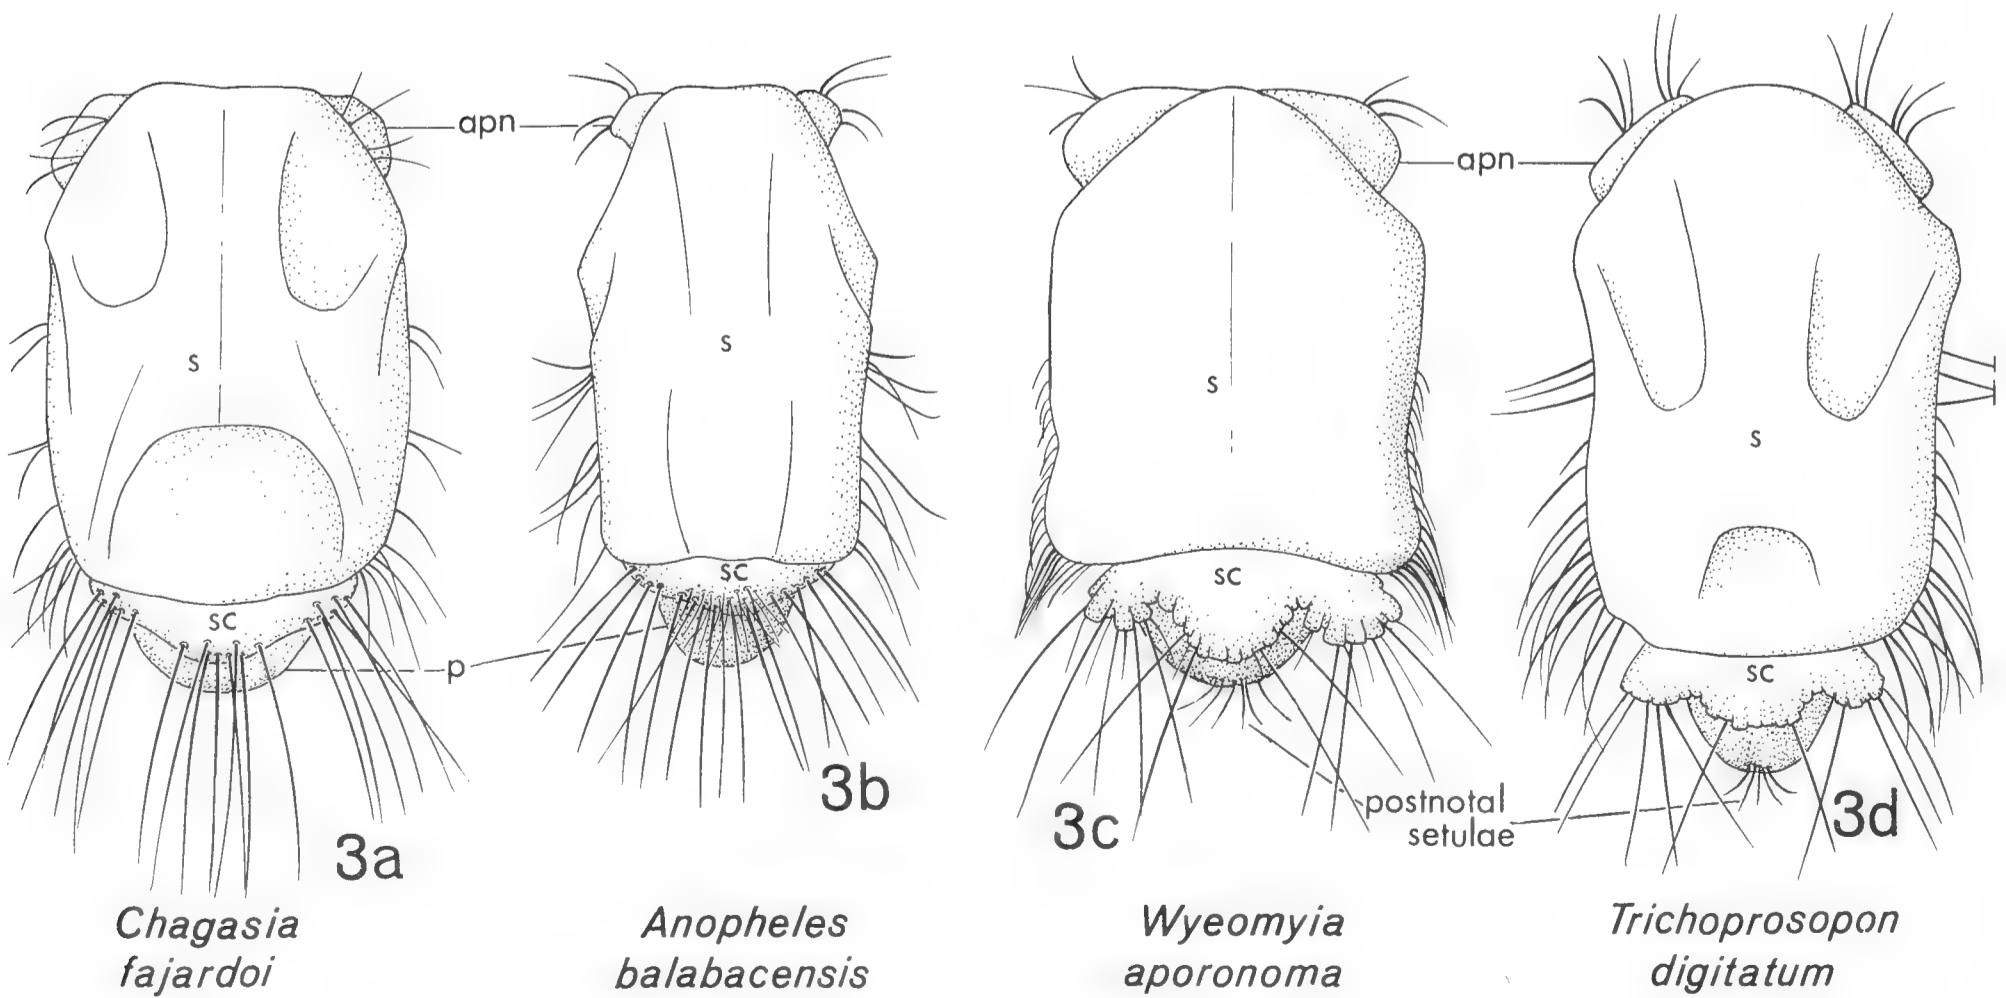 apn
apn
s
s
s
s
sc
sc
sc
sc
p
postnotal
setulae
3a
3b
3c
3d
Chagasia
fajardoi
Anopheles
balabacensis
Wyeomyia
aporonoma
Trichoprosopon
digitatum